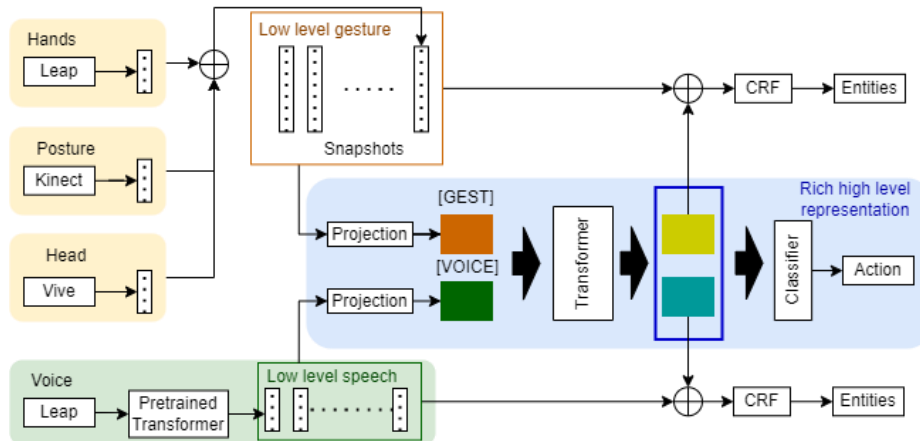 Hands
Leap
Posture
Kinect
Head
Vive
Low level gesture
Snapshots
CRF
Entities
Rich high level
representation
[GEST]
Projection
[VOICE]
Projection
Transformer
Classifier
Action
Voice
Leap
Pretrained
Transformer
Low level speech
CRF
Entities